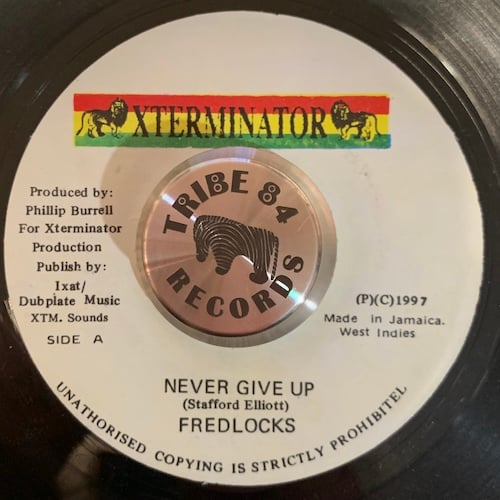 XTERMINATOR
TRIBE 84
RECORDS
Produced by:
Phillip Burrell
For Xterminator
Production
Publish by:
Ixat/
Dubplate Music
XTM. Sounds
SIDE A
(P)(C)1997
Made in Jamaica.
West Indies
NEVER GIVE UP
(Stafford Elliott)
FREDLOCKS
UNATHORISED COPYING IS STRICTLY PROHIBITEL